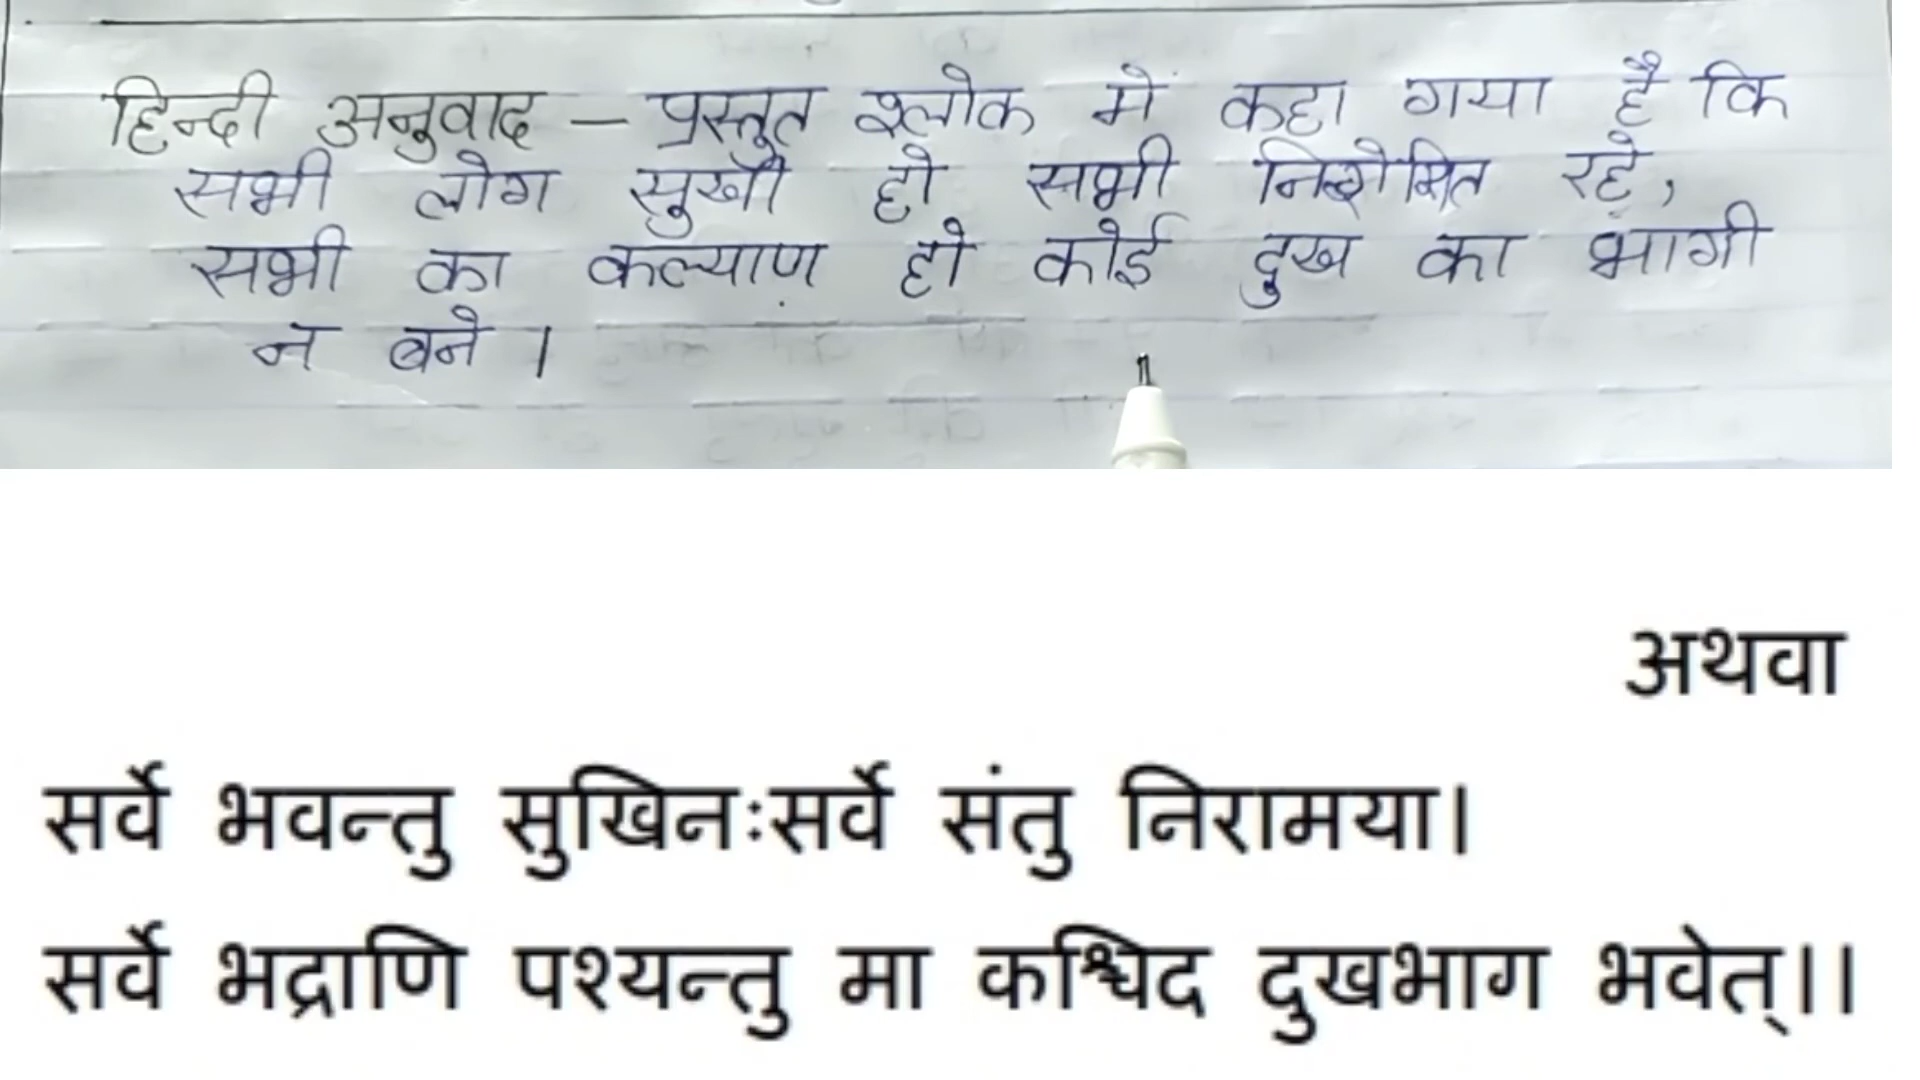 हिन्दी अनुवाद – प्रस्तुत श्लोक में कहा गया है कि
सभी लोग सुखी हो सभी रहे,
सभी का कल्याण हो कोई दुख का भागी
न बने ।
अथवा
सर्वे भवन्तु सुखिनःसर्वे संतु निरामया।
सर्वे भद्राणि पश्यन्तु मा कश्चिद दुखभाग भवेत्।।